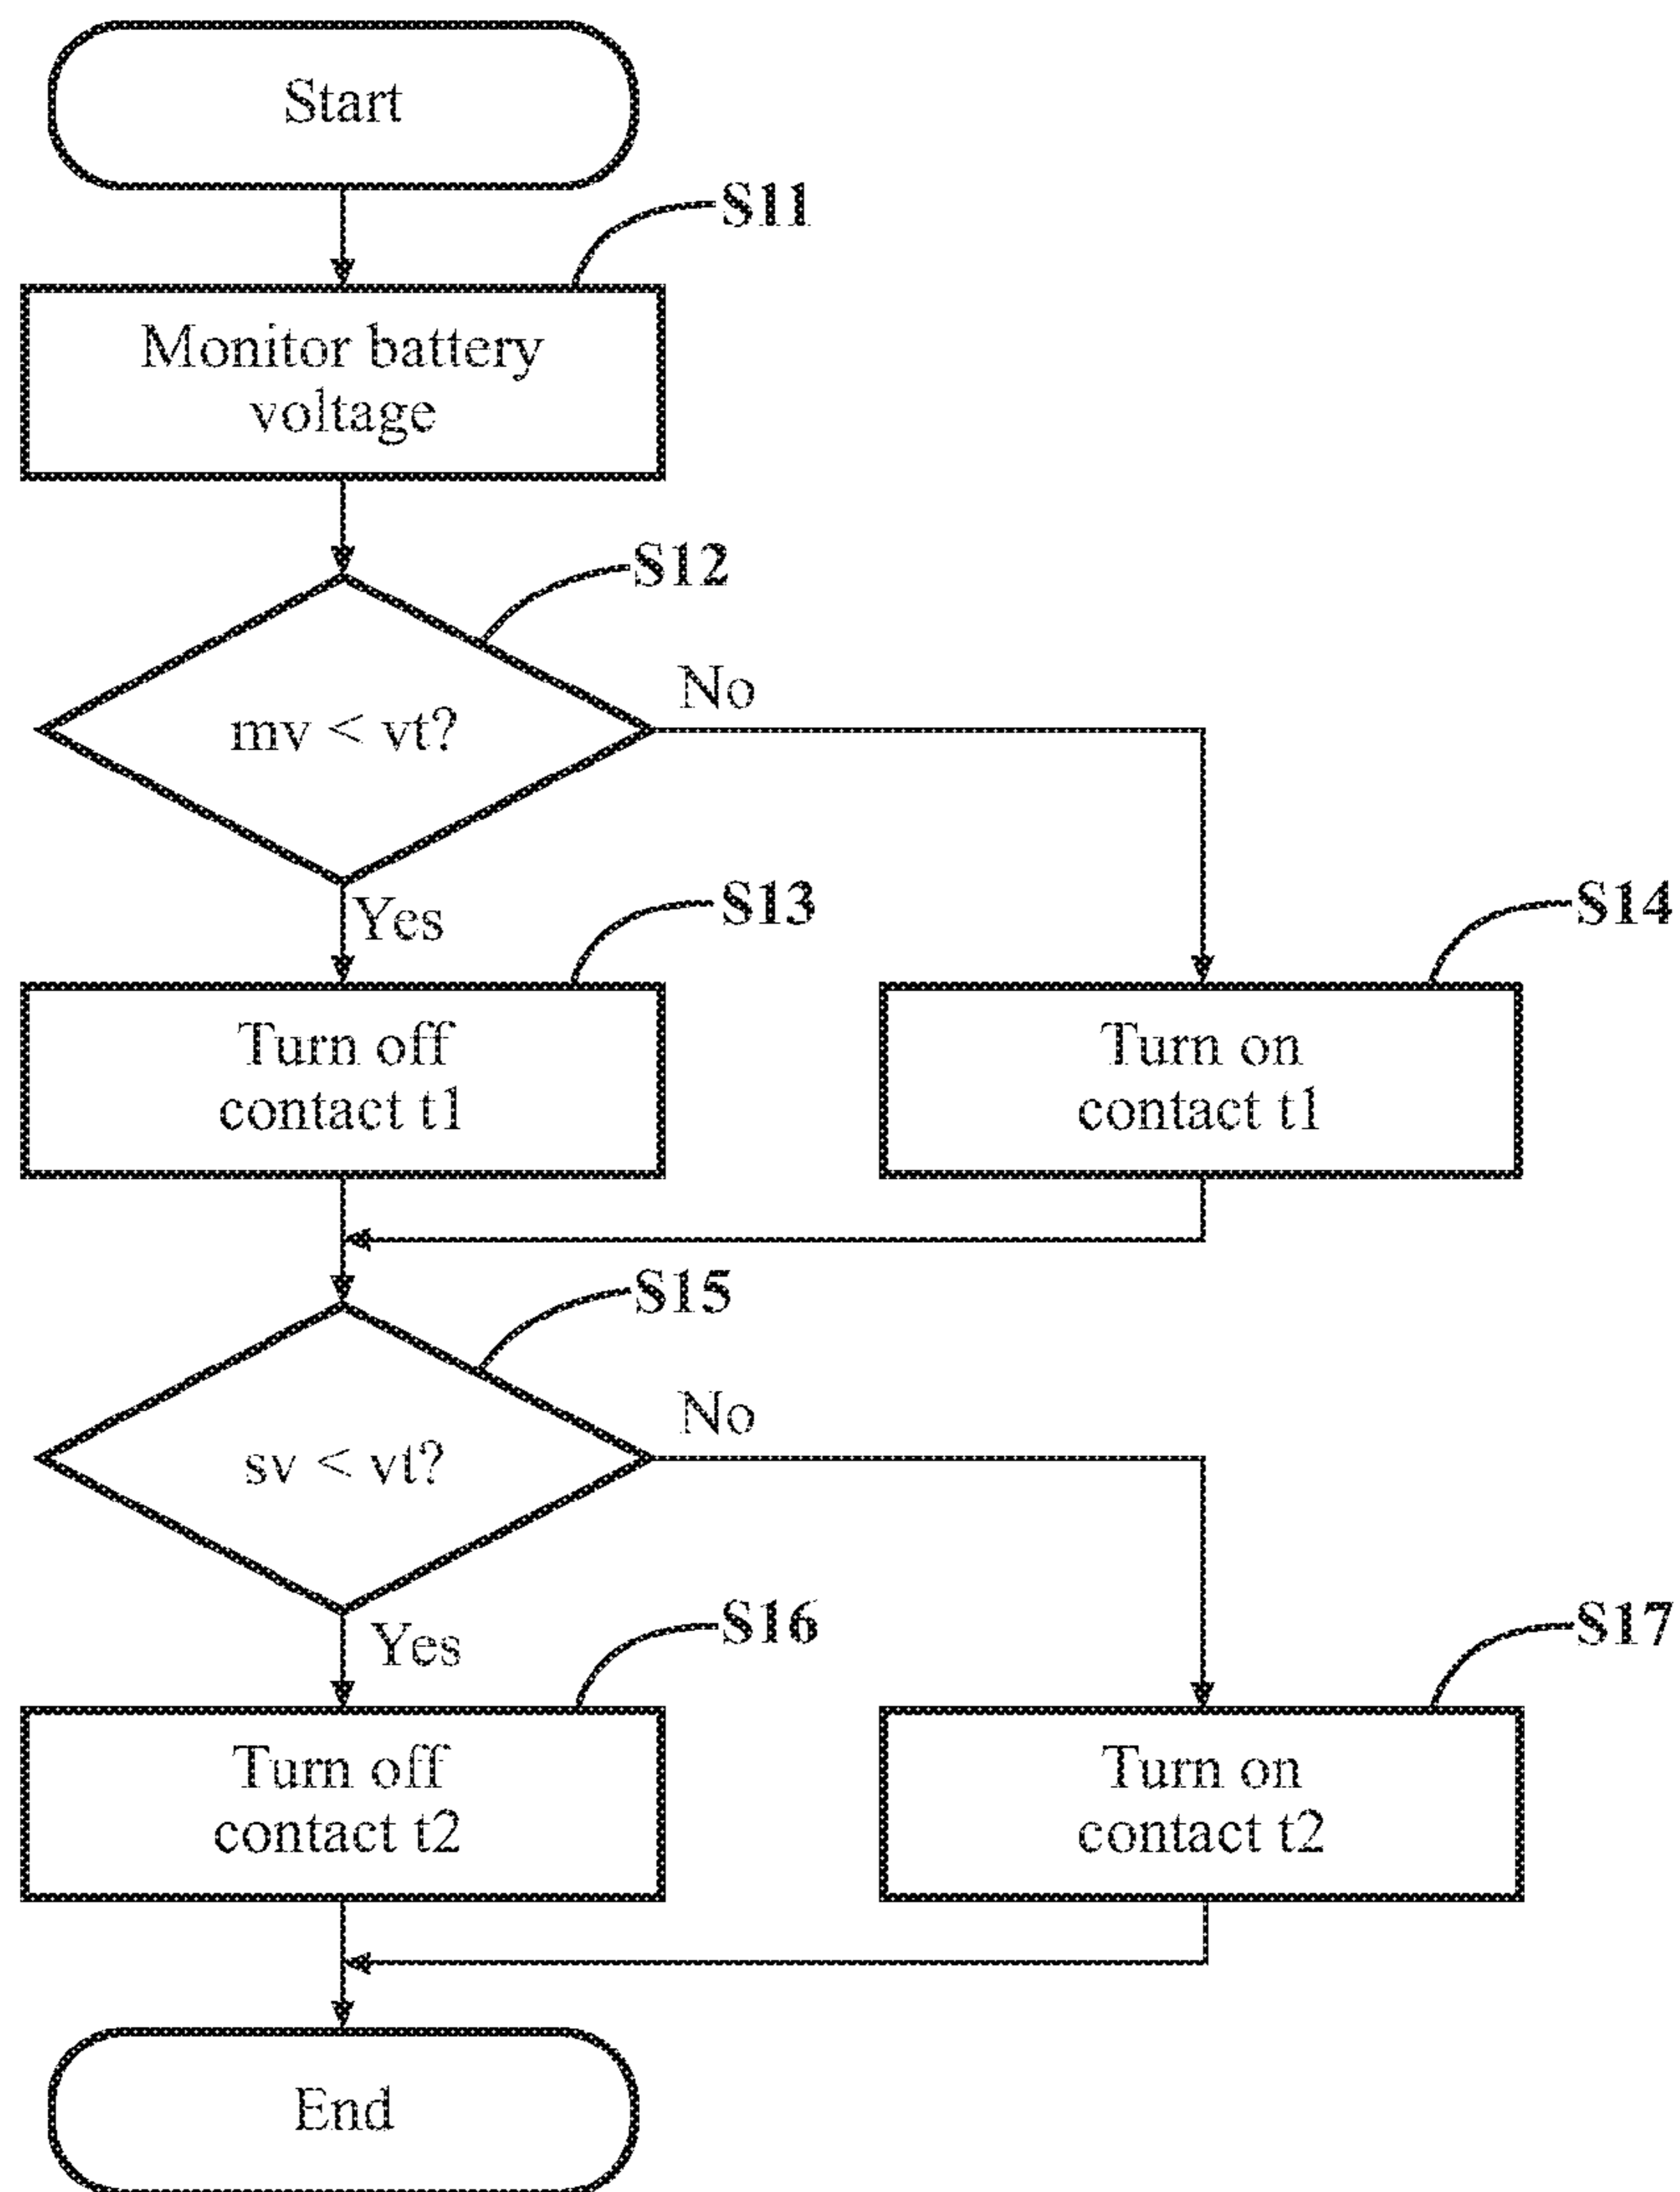 Start
S11
Monitor battery
voltage
S12
mv < vt?
No
Yes
S13
S14
Turn off
contact t1
Turn on
contact t1
S15
sv < vt?
No
Yes
S16
S17
Turn off
contact t2
Turn on
contact t2
End